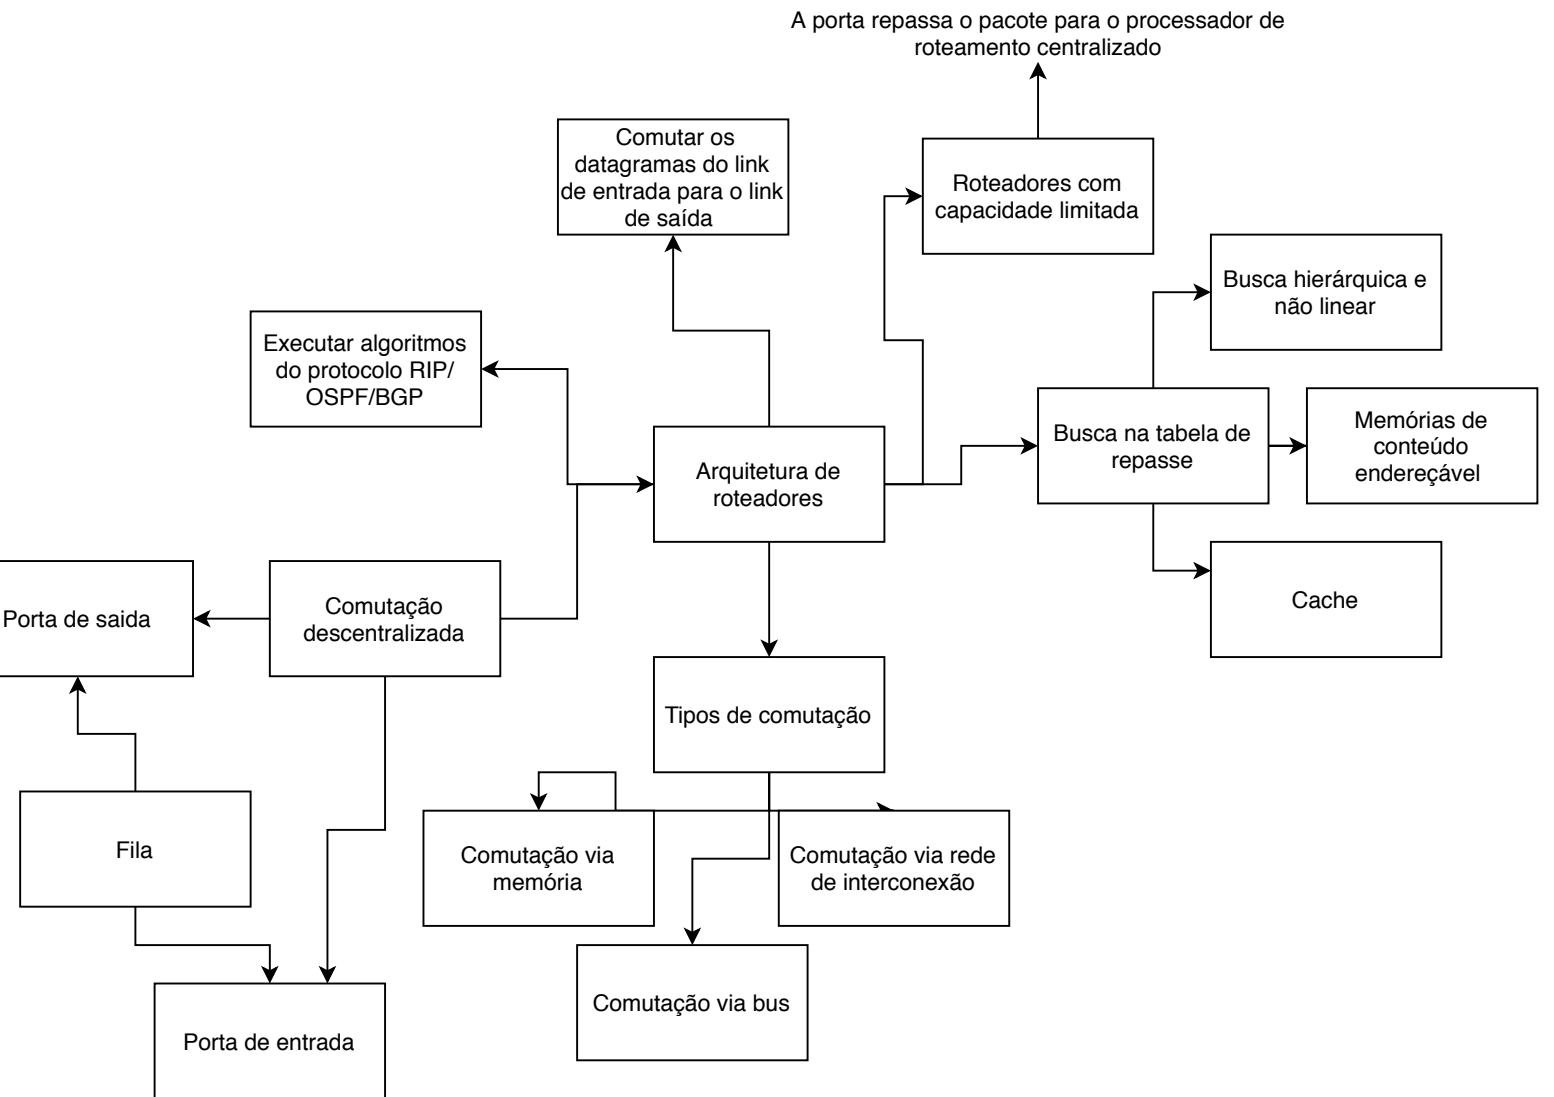 A porta repassa o pacote para o processador de
roteamento centralizado
Comutar os
datagramas do link
de entrada para o link
de saída
Roteadores com
capacidade limitada
Busca hierárquica e
não linear
Executar algoritmos
do protocolo RIP/
OSPF/BGP
Arquitetura de
roteadores
Busca na tabela de
repasse
Memórias de
conteúdo
endereçável
Porta de saida
Comutação
descentralizada
Cache
Tipos de comutação
Fila
Comutação via
memória
Comutação via rede
de interconexão
Comutação via bus
Porta de entrada